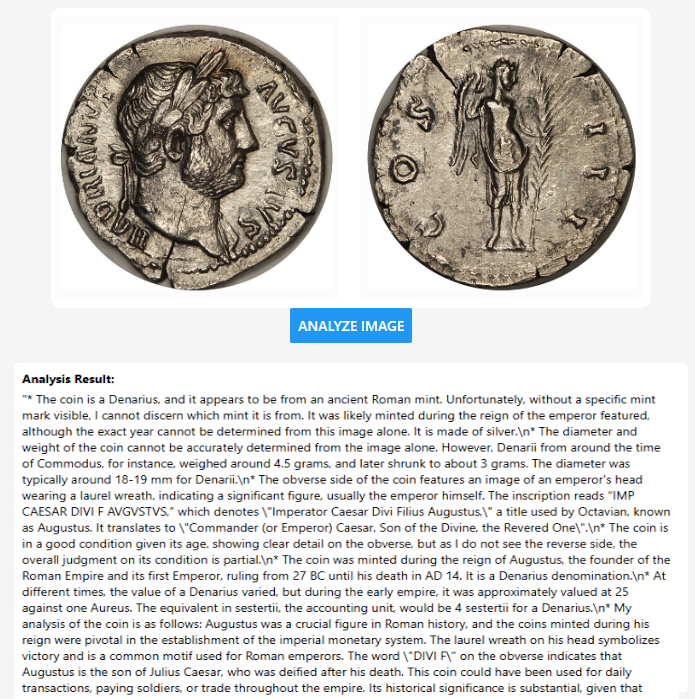 HADRIANVS
AVGVSTVS
COS III
ANALYZE IMAGE
Analysis Result:
"* The coin is a Denarius, and it appears to be from an ancient Roman mint. Unfortunately, without a specific mint
mark visible, I cannot discern which mint it is from. It was likely minted during the reign of the emperor featured,
although the exact year cannot be determined from this image alone. It is made of silver.\n* The diameter and
weight of the coin cannot be accurately determined from the image alone. However, Denarii from around the time
of Commodus, for instance, weighed around 4.5 grams, and later shrunk to about 3 grams. The diameter was
typically around 18-19 mm for Denarii.\n* The obverse side of the coin features an image of an emperor's head
wearing a laurel wreath, indicating a significant figure, usually the emperor himself. The inscription reads "IMP
CAESAR DIVI F AVGVSTVS," which denotes \"Imperator Caesar Divi Filius Augustus,\" a title used by Octavian, known
as Augustus. It translates to \"Commander (or Emperor) Caesar, Son of the Divine, the Revered One\".\n* The coin is
in a good condition given its age, showing clear detail on the obverse, but as I do not see the reverse side, the
overall judgment on its condition is partial.\n* The coin was minted during the reign of Augustus, the founder of the
Roman Empire and its first Emperor, ruling from 27 BC until his death in AD 14. It is a Denarius denomination.\n* At
different times, the value of a Denarius varied, but during the early empire, it was approximately valued at 25
against one Aureus. The equivalent in sestertii, the accounting unit, would be 4 sestertii for a Denarius.\n* My
analysis of the coin is as follows: Augustus was a crucial figure in Roman history, and the coins minted during his
reign were pivotal in the establishment of the imperial monetary system. The laurel wreath on his head symbolizes
victory and is a common motif used for Roman emperors. The word \"DIVI F\" on the obverse indicates that
Augustus is the son of Julius Caesar, who was deified after his death. This coin could have been used for daily
transactions, paying soldiers, or trade throughout the empire. Its historical significance is substantial, given that